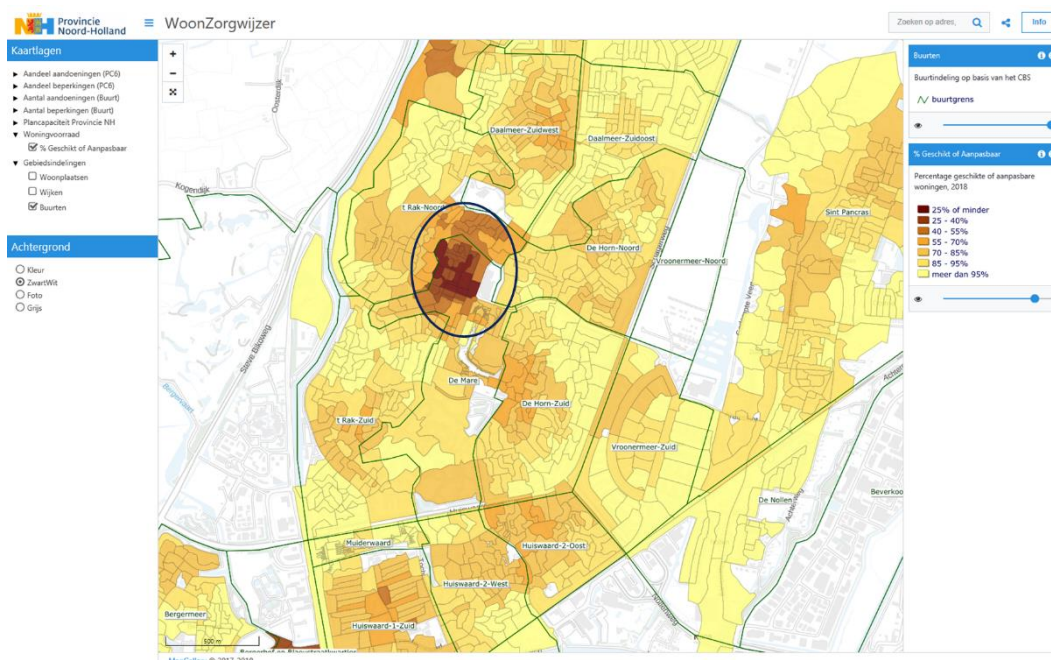 Provincie
Noord-Holland
WoonZorgwijzer
Zoeken op adres,
Info
Kaartlagen
Aandeel aandoeningen (PC6)
Aandeel beperkingen (PC6)
Aantal aandoeningen (Buurt)
Aantal beperkingen (Buurt)
Plancapaciteit Provincie NH
Woningvoorraad
% Geschikt of Aanpasbaar
Gebiedsindelingen
Woonplaatsen
Wijken
Buurten
Achtergrond
Kleur
ZwartWit
Foto
Grijs
Buurten
Buurtindeling op basis van het CBS
buurtgrens
% Geschikt of Aanpasbaar
Percentage geschikte of aanpasbare
woningen, 2018
25% of minder
25 - 40%
40 - 55%
55 - 70%
70 - 85%
85 - 95%
meer dan 95%
Oosterdijk
Daalmeer-Zuidwest
Daalmeer-Zuidoost
Kogendijk
t Rak-Noord
Sint Pancras
De Horn-Noord
Vroonermeer-Noord
Steve Bikoweg
De Mare
De Horn-Zuid
t Rak-Zuid
Vroonermeer-Zuid
De Nollen
Beverkoo
Muiderwaard
Huiswaard-2-Oost
Huiswaard-2-West
Bergermeer
Huiswaard-1-Zuid
500 m